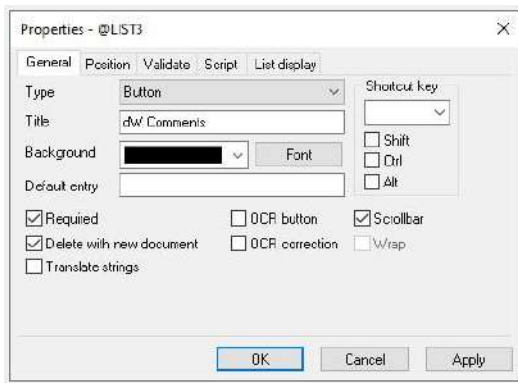 Properties - @LIST3
General Position Validate Script List display
Type Button
Shortcut key
Title dW Comments
Shift
Background Font
Ctrl
Default entry
Alt
Required OCR button Scrollbar
Delete with new document OCR correction Wrap
Translate strings
OK Cancel Apply